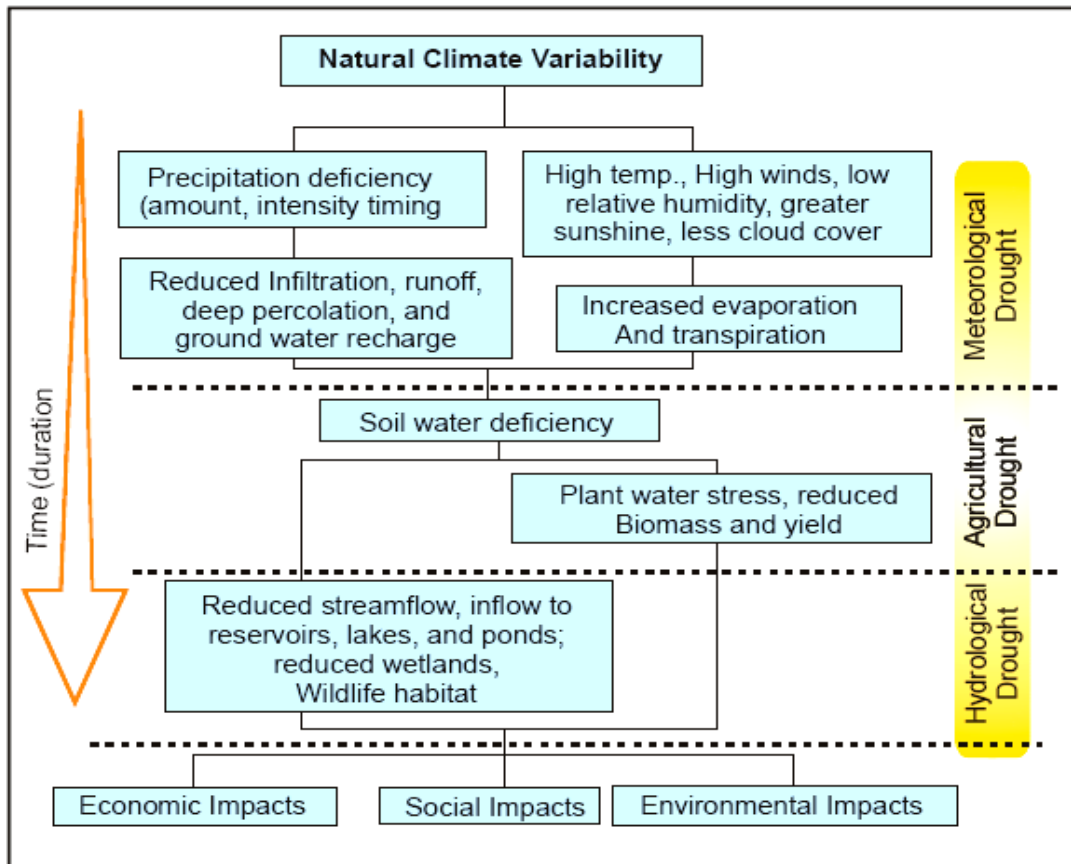 Natural Climate Variability
Precipitation deficiency
(amount, intensity timing
High temp., High winds, low
relative humidity, greater
sunshine, less cloud cover
Reduced Infiltration, runoff,
deep percolation, and
ground water recharge
Increased evaporation
And transpiration
Meteorological
Drought
Soil water deficiency
Plant water stress, reduced
Biomass and yield
Agricultural
Drought
Time (duration
Reduced streamflow, inflow to
reservoirs, lakes, and ponds;
reduced wetlands,
Wildlife habitat
Hydrological
Drought
Economic Impacts
Social Impacts
Environmental Impacts